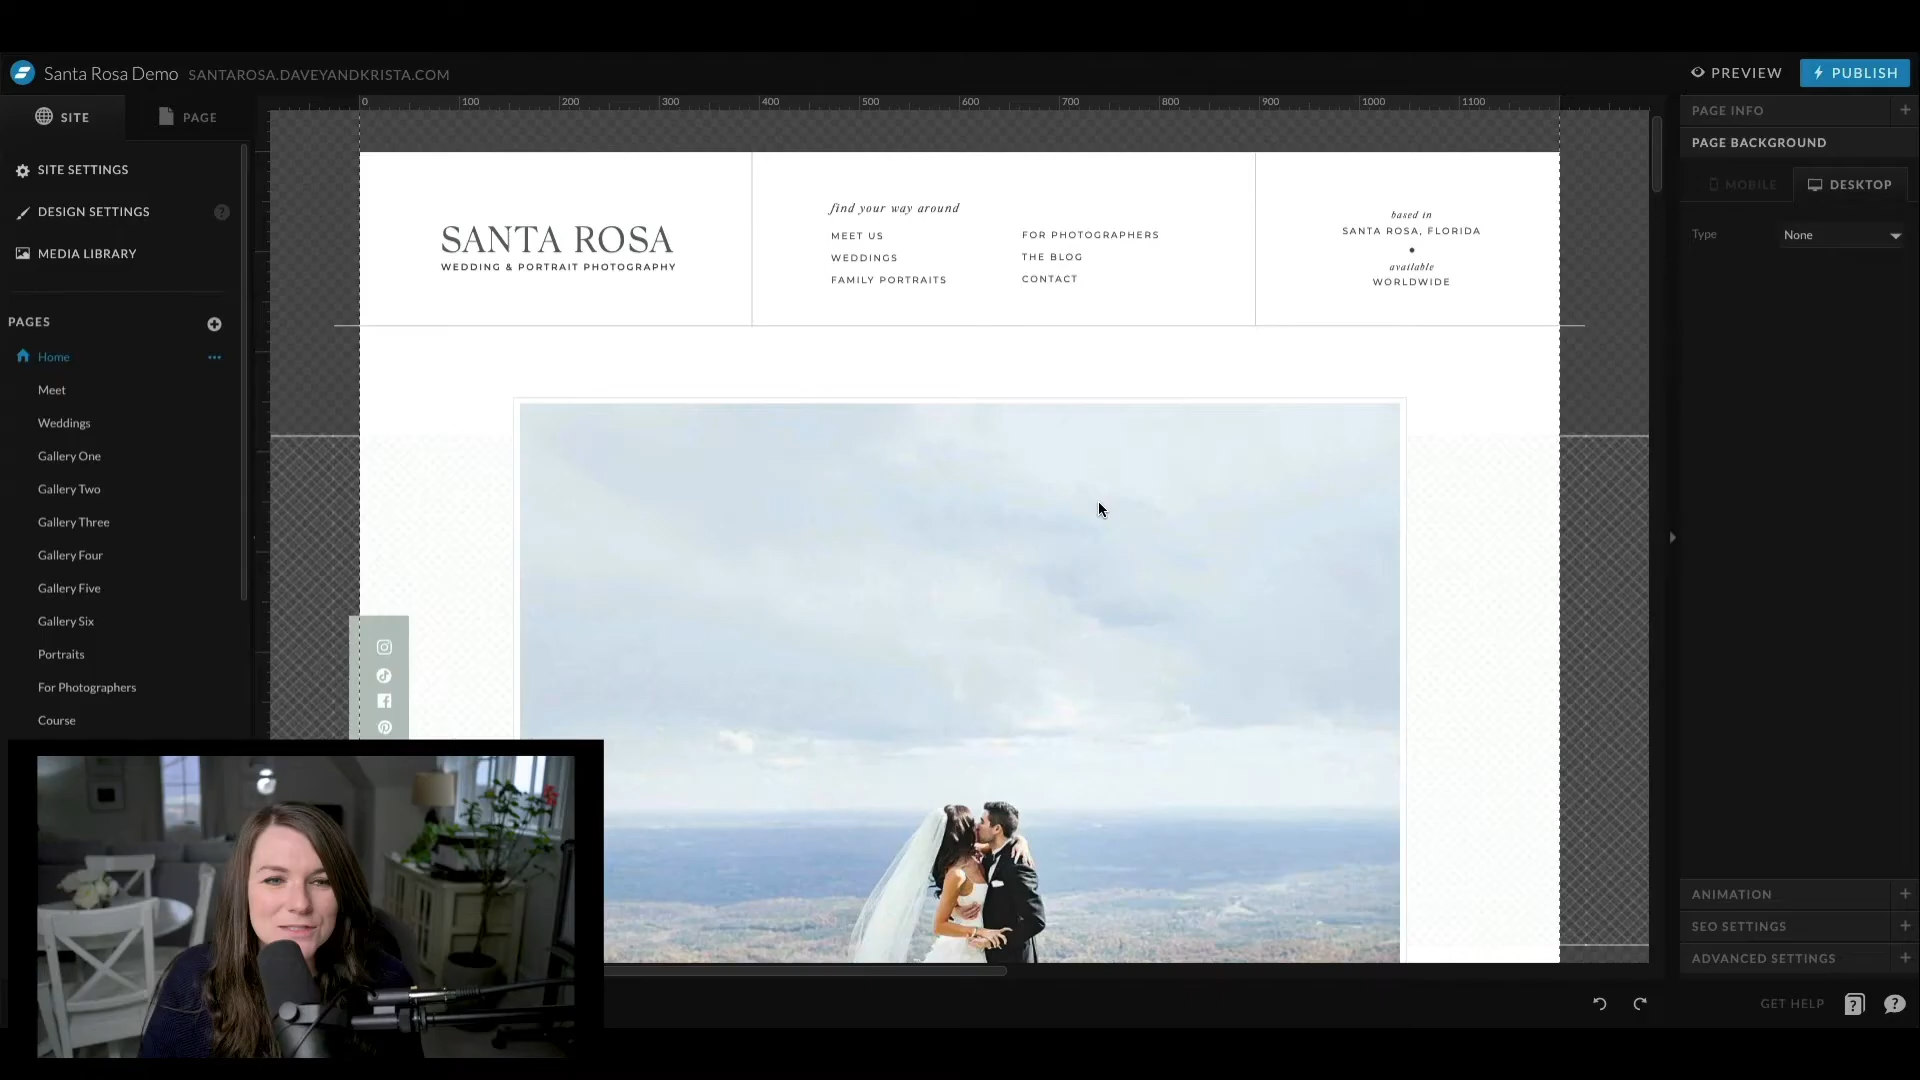 Santa Rosa Demo SANTAROSA.DAVEYANDKRISTA.COM
PREVIEW
PUBLISH
SITE
PAGE
SITE SETTINGS
DESIGN SETTINGS ?
MEDIA LIBRARY
PAGES
Home
Meet
Weddings
Gallery One
Gallery Two
Gallery Three
Gallery Four
Gallery Five
Gallery Six
Portraits
For Photographers
Course
0 100 200 300 400 500 600 700 800 900 1000 1100
SANTA ROSA
WEDDING & PORTRAIT PHOTOGRAPHY
find your way around
MEET US
WEDDINGS
FAMILY PORTRAITS
FOR PHOTOGRAPHERS
THE BLOG
CONTACT
based in
SANTA ROSA, FLORIDA
available
WORLDWIDE
PAGE INFO +
PAGE BACKGROUND
MOBILE
DESKTOP
Type None
ANIMATION +
SEO SETTINGS +
ADVANCED SETTINGS +
GET HELP ? ?